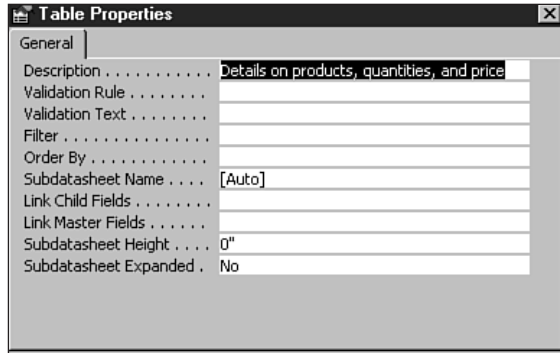 Table Properties
General
Description . . . . . . . . . . . Details on products, quantities, and price
Validation Rule . . . . . . . .
Validation Text . . . . . . . .
Filter . . . . . . . . . . . . . .
Order By . . . . . . . . . . . .
Subdatasheet Name . . . . [Auto]
Link Child Fields . . . . . . . .
Link Master Fields . . . . . .
Subdatasheet Height . . . . 0"
Subdatasheet Expanded . No